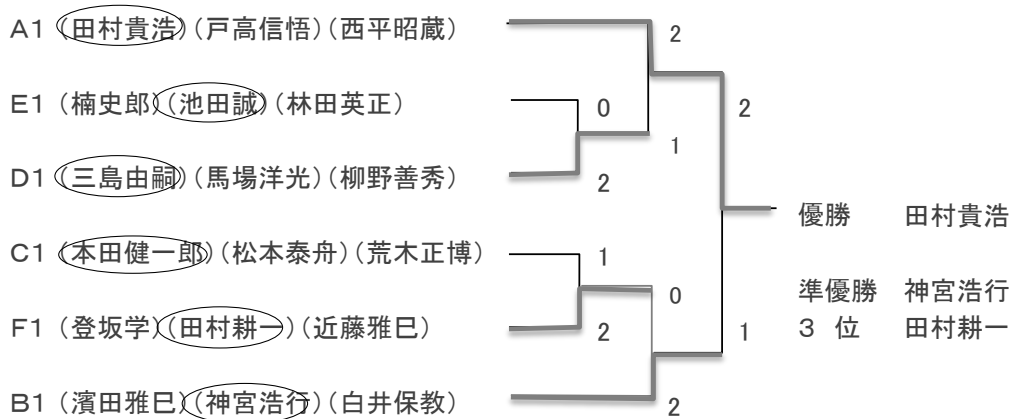 A1 (田村貴浩)(戸高信悟)(西平昭蔵)
2
E1 (楠史郎)(池田誠)(林田英正)
0
2
1
D1 (三島由嗣)(馬場洋光)(柳野善秀)
2
優勝 田村貴浩
C1 (本田健一郎)(松本泰舟)(荒木正博)
1
0
準優勝 神宮浩行
F1 (登坂学)(田村耕一)(近藤雅巳)
2
1
3 位 田村耕一
B1 (濱田雅巳)(神宮浩行)(白井保教)
2